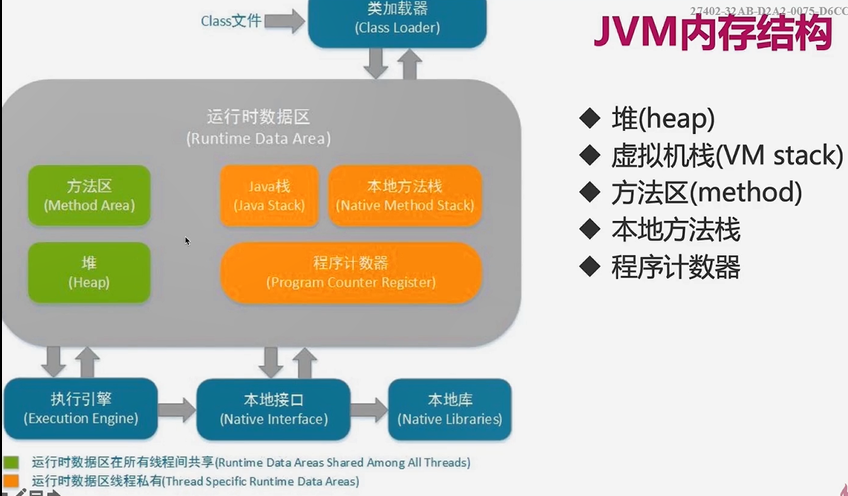 27402-32AB-D2A2-0075-D6CC
JVM内存结构
Class文件
类加载器
(Class Loader)
运行时数据区
(Runtime Data Area)
方法区
(Method Area)
Java栈
(Java Stack)
本地方法栈
(Native Method Stack)
堆
(Heap)
程序计数器
(Program Counter Register)
执行引擎
(Execution Engine)
本地接口
(Native Interface)
本地库
(Native Libraries)
运行时数据区在所有线程间共享(Runtime Data Areas Shared Among All Threads)
运行时数据区线程私有(Thread Specific Runtime Data Areas)
◆ 堆(heap)
◆ 虚拟机栈(VM stack)
◆ 方法区(method)
◆ 本地方法栈
◆ 程序计数器